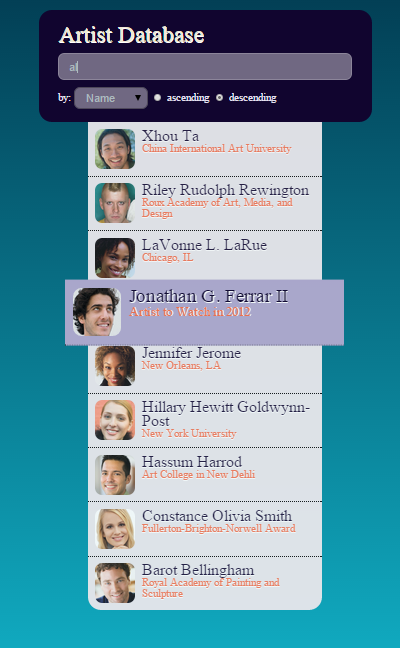 Artist Database
al
by: Name ▼ ascending descending
Xhou Ta
China International Art University
Riley Rudolph Rewington
Roux Academy of Art, Media, and
Design
LaVonne L. LaRue
Chicago, IL
Jonathan G. Ferrar II
Artist to Watch in 2012
Jennifer Jerome
New Orleans, LA
Hillary Hewitt Goldwynn-
Post
New York University
Hassum Harrod
Art College in New Dehli
Constance Olivia Smith
Fullerton-Brighton-Norwell Award
Barot Bellingham
Royal Academy of Painting and
Sculpture